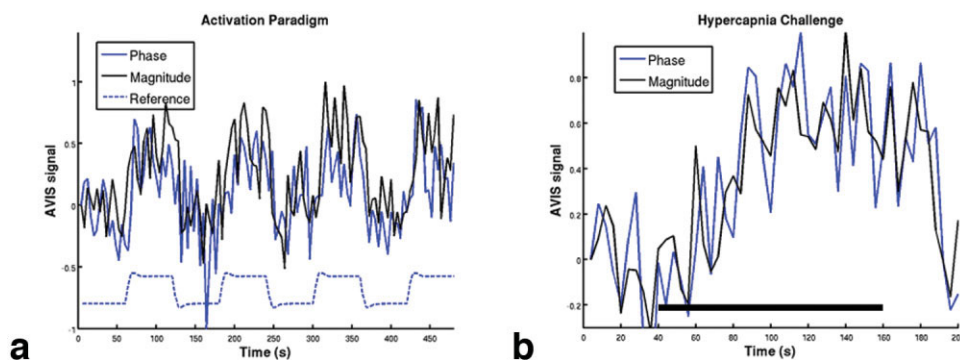 Activation Paradigm
Phase
Magnitude
Reference
AVIS signal
1
0.5
0
-0.5
-1
0 50 100 150 200 250 300 350 400 450
Time (s)
a
Hypercapnia Challenge
Phase
Magnitude
AVIS signal
0.8
0.6
0.4
0.2
0
-0.2
0 20 40 60 80 100 120 140 160 180 200
Time (s)
b